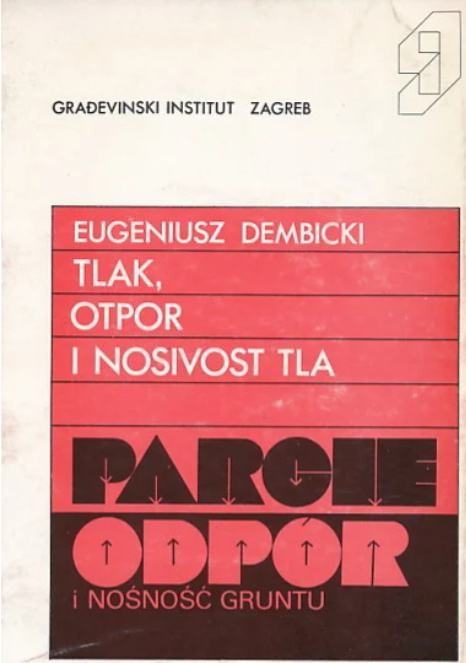 GRAĐEVINSKI INSTITUT ZAGREB
EUGENIUSZ DEMBICKI
TLAK,
OTPOR
I NOSIVOST TLA
PARCIE
ODPÓR
i NOŚNOŚĆ GRUNTU